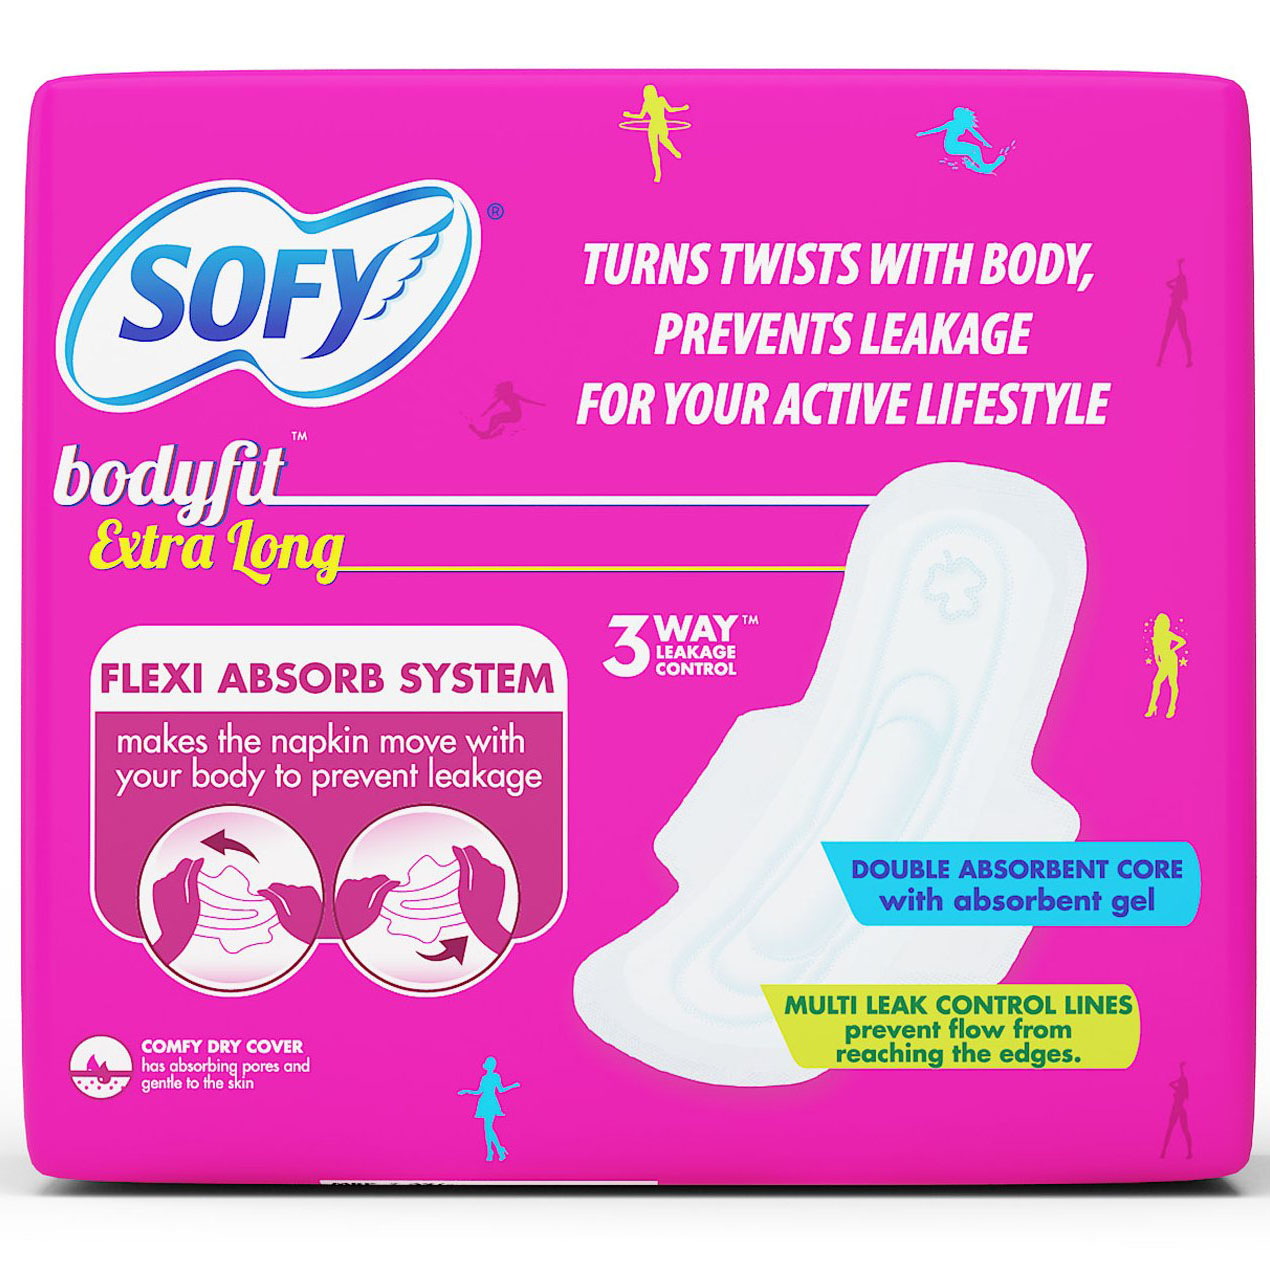 SOFY®
TURNS TWISTS WITH BODY,
PREVENTS LEAKAGE
FOR YOUR ACTIVE LIFESTYLE
bodyfit™
Extra Long
3 WAY™
LEAKAGE
CONTROL
FLEXI ABSORB SYSTEM
makes the napkin move with
your body to prevent leakage
DOUBLE ABSORBENT CORE
with absorbent gel
MULTI LEAK CONTROL LINES
prevent flow from
reaching the edges.
COMFY DRY COVER
has absorbing pores and
gentle to the skin